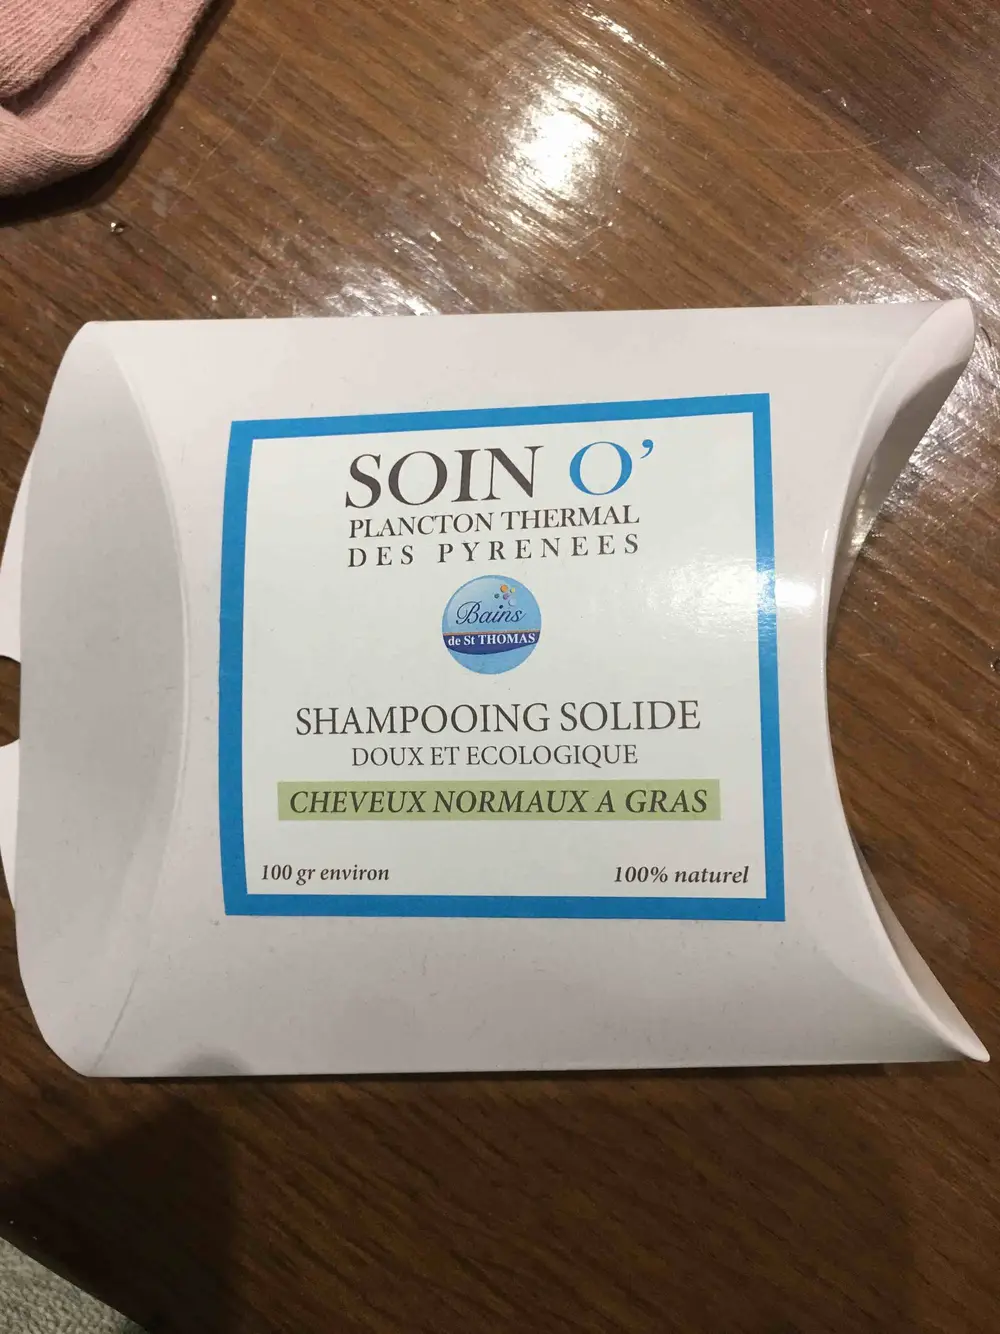 SOIN O'
PLANCTON THERMAL
DES PYRENEES
Bains
de St THOMAS
SHAMPOOING SOLIDE
DOUX ET ECOLOGIQUE
CHEVEUX NORMAUX A GRAS
100 gr environ 100% naturel